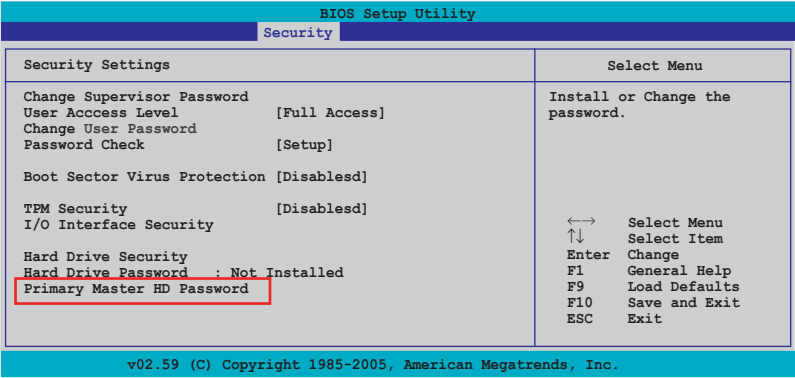 BIOS Setup Utility
Security
Security Settings
Change Supervisor Password
User Acccess Level [Full Access]
Change User Password
Password Check [Setup]
Boot Sector Virus Protection [Disablesd]
TPM Security [Disablesd]
I/O Interface Security
Hard Drive Security
Hard Drive Password : Not Installed
Primary Master HD Password
Select Menu
Install or Change the
password.
←→ Select Menu
↑↓ Select Item
Enter Change
F1 General Help
F9 Load Defaults
F10 Save and Exit
ESC Exit
v02.59 (C) Copyright 1985-2005, American Megatrends, Inc.